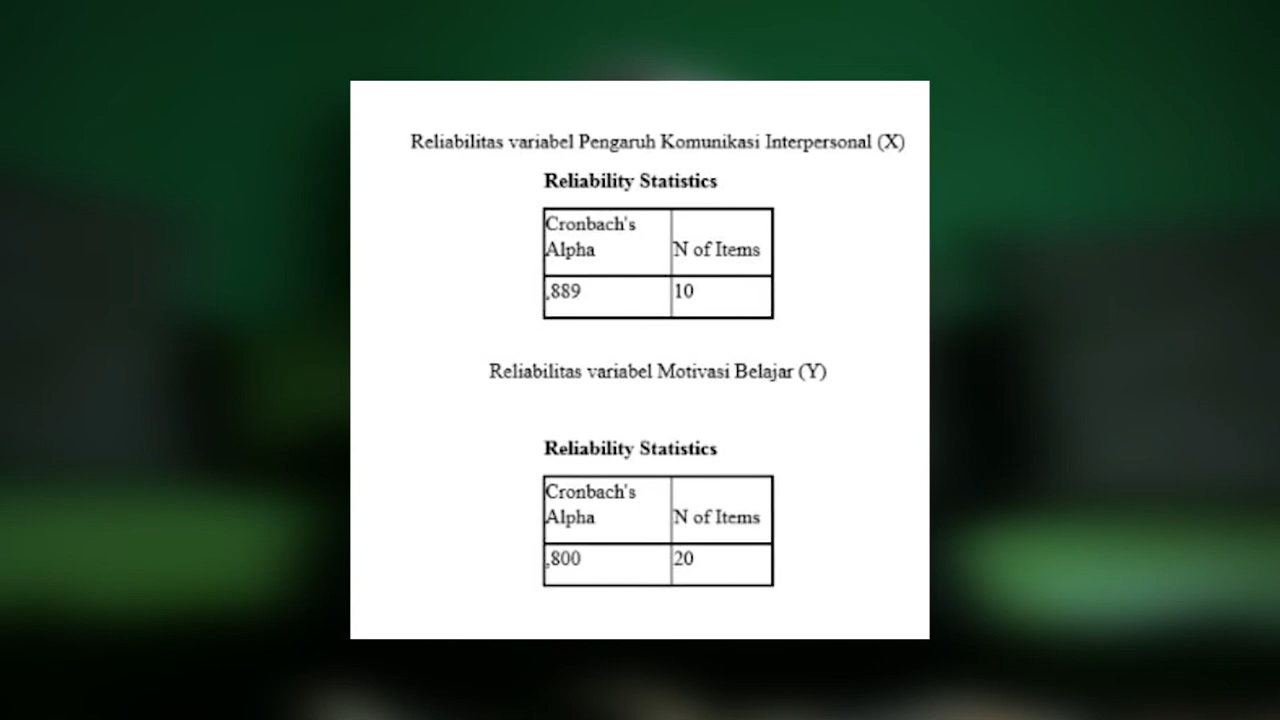 Reliabilitas variabel Pengaruh Komunikasi Interpersonal (X)
Reliability Statistics
Cronbach's
Alpha
N of Items
,889
10
Reliabilitas variabel Motivasi Belajar (Y)
Reliability Statistics
Cronbach's
Alpha
N of Items
,800
20